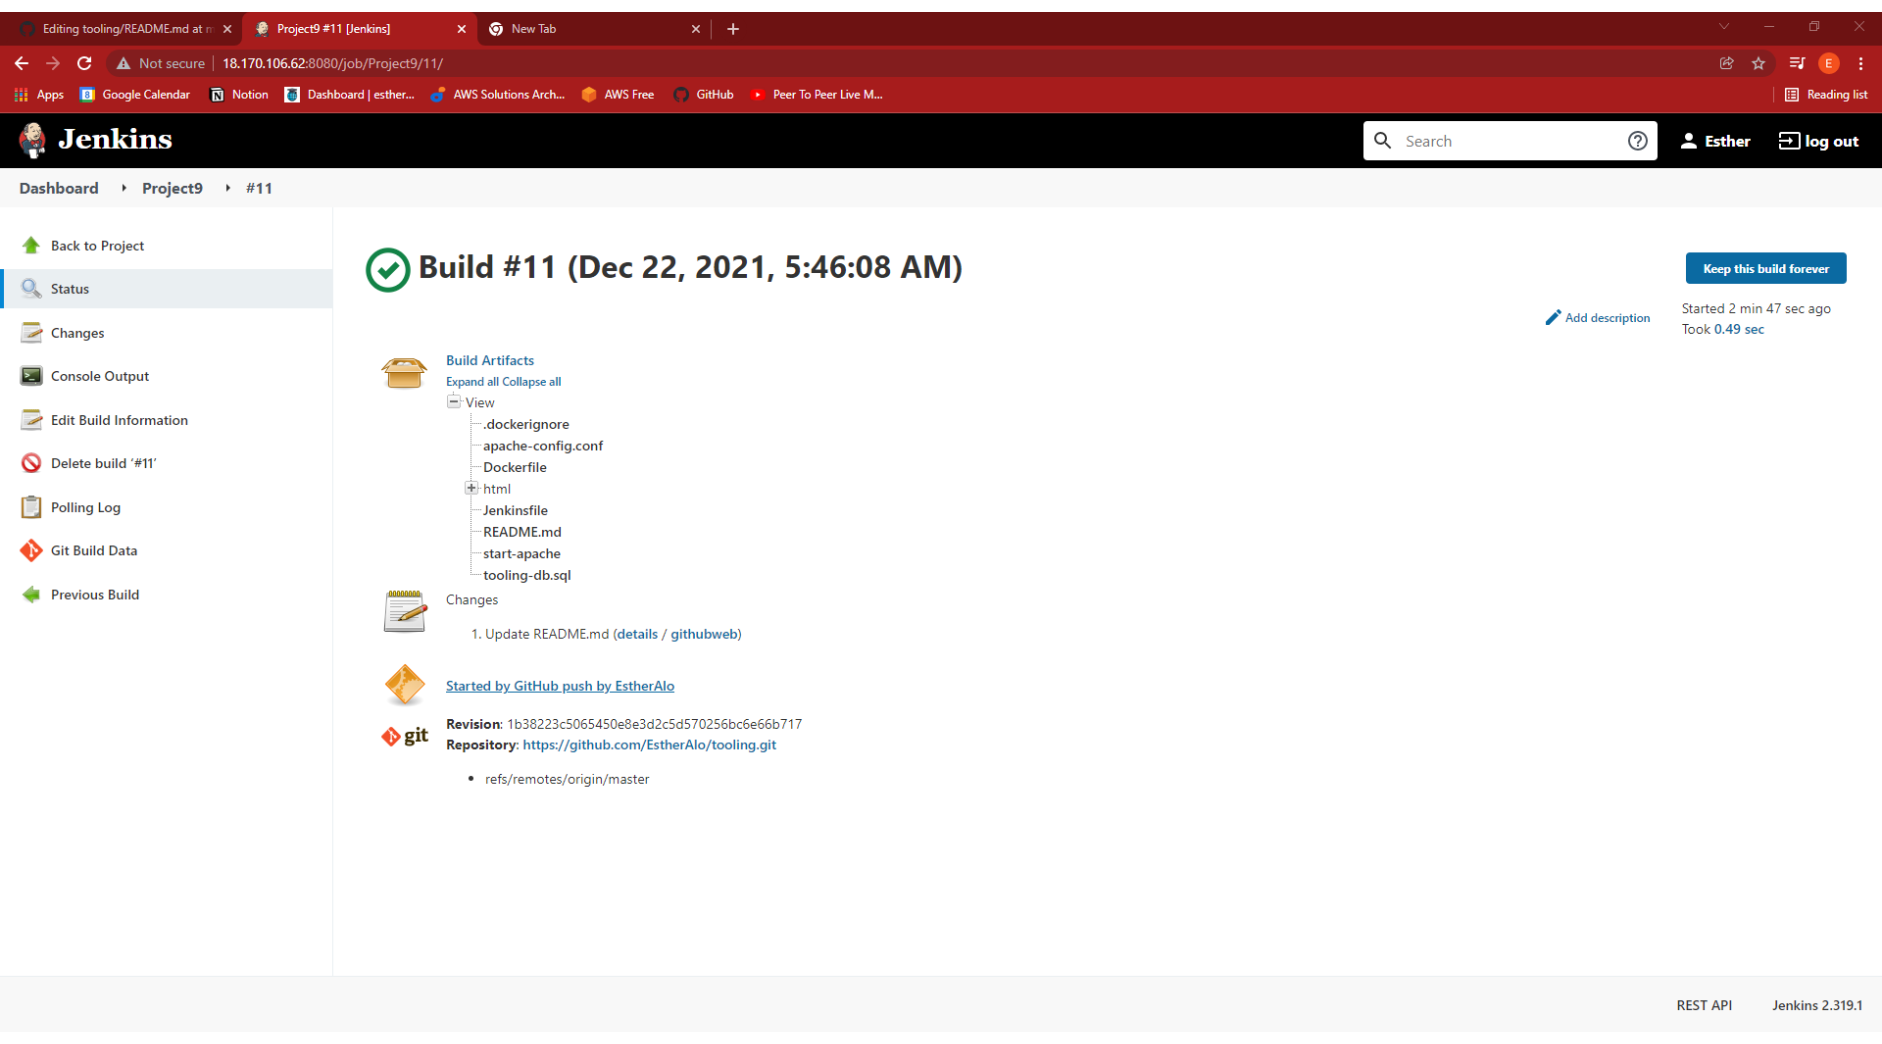 Editing tooling/README.md at m
Project9 #11 [Jenkins]
New Tab
Not secure | 18.170.106.62:8080/job/Project9/11/
E
Apps
Google Calendar
Notion
Dashboard | esther...
AWS Solutions Arch...
AWS Free
GitHub
Peer To Peer Live M...
Reading list
Jenkins
Search
Esther
log out
Dashboard
Project9
#11
Back to Project
Status
Changes
Console Output
Edit Build Information
Delete build ‘#11’
Polling Log
Git Build Data
Previous Build
Build #11 (Dec 22, 2021, 5:46:08 AM)
Keep this build forever
Add description
Started 2 min 47 sec ago
Took 0.49 sec
Build Artifacts
Expand all Collapse all
View
.dockerignore
apache-config.conf
Dockerfile
html
Jenkinsfile
README.md
start-apache
tooling-db.sql
Changes
1. Update README.md (details / githubweb)
Started by GitHub push by EstherAlo
git
Revision: 1b38223c5065450e8e3d2c5d570256bc6e66b717
Repository: https://github.com/EstherAlo/tooling.git
• refs/remotes/origin/master
REST API
Jenkins 2.319.1